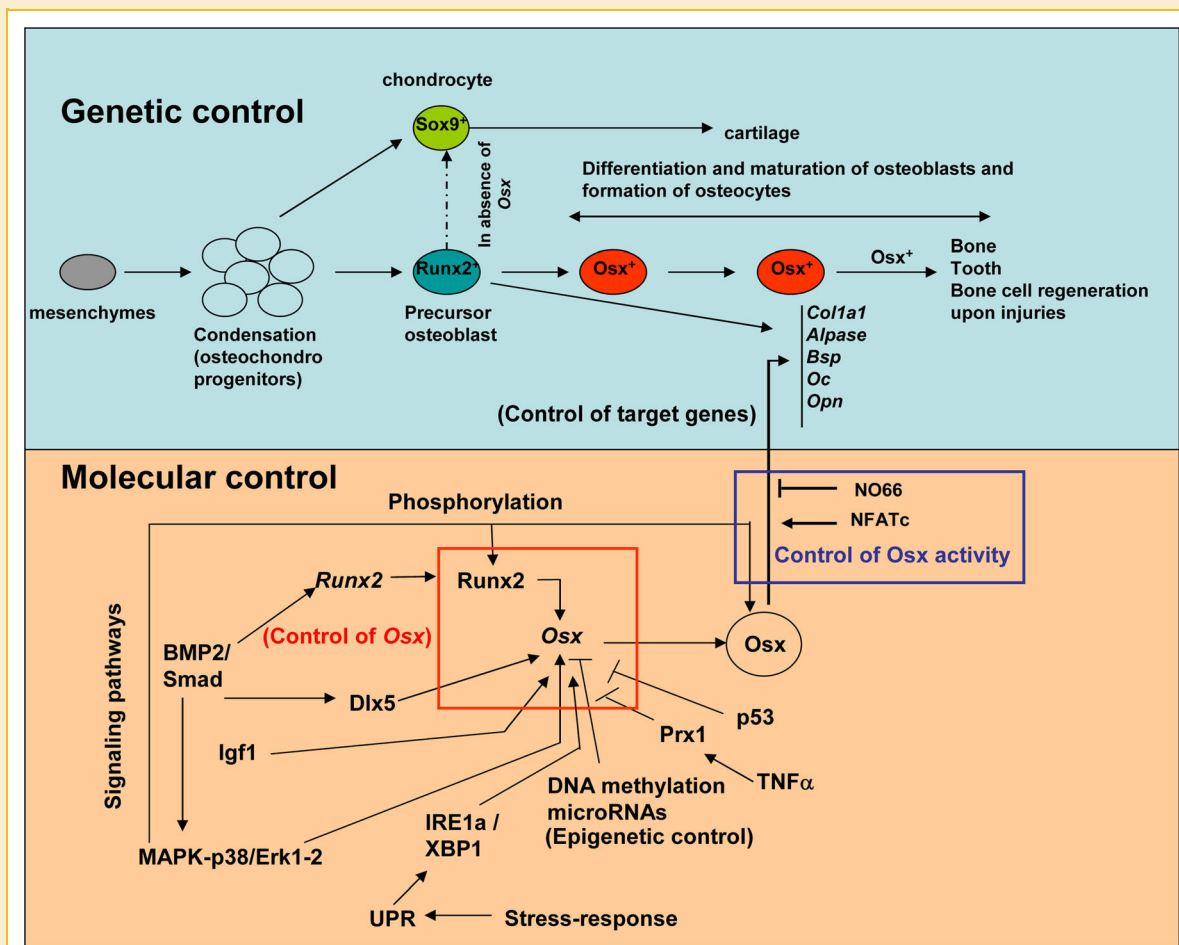 chondrocyte
Genetic control
Sox9+
cartilage
In absence of
Osx
Differentiation and maturation of osteoblasts and
formation of osteocytes
Runx2+
Osx+
Osx+
Osx+
Bone
Tooth
Bone cell regeneration
upon injuries
mesenchymes
Condensation
(osteochondro
progenitors)
Precursor
osteoblast
Col1a1
Alpase
Bsp
Oc
Opn
(Control of target genes)
Molecular control
Phosphorylation
NO66
NFATc
Control of Osx activity
Runx2
Runx2
(Control of Osx)
Osx
Osx
Signaling pathways
BMP2/
Smad
Dlx5
Igf1
p53
Prx1
TNFα
DNA methylation
microRNAs
(Epigenetic control)
IRE1a /
XBP1
MAPK-p38/Erk1-2
UPR
Stress-response